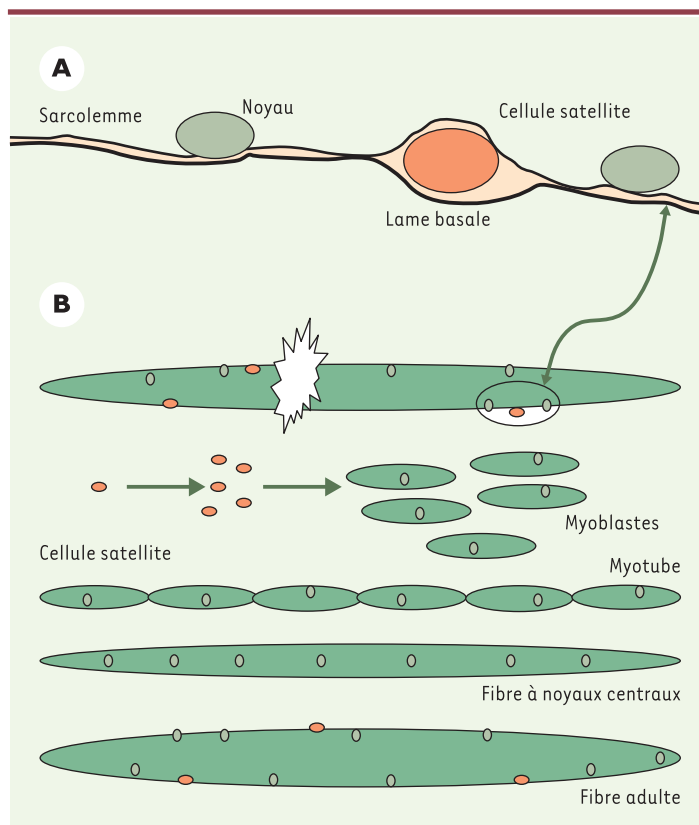 A
Sarcolemme
Noyau
Cellule satellite
Lame basale
B
Myoblastes
Cellule satellite
Myotube
Fibre à noyaux centraux
Fibre adulte